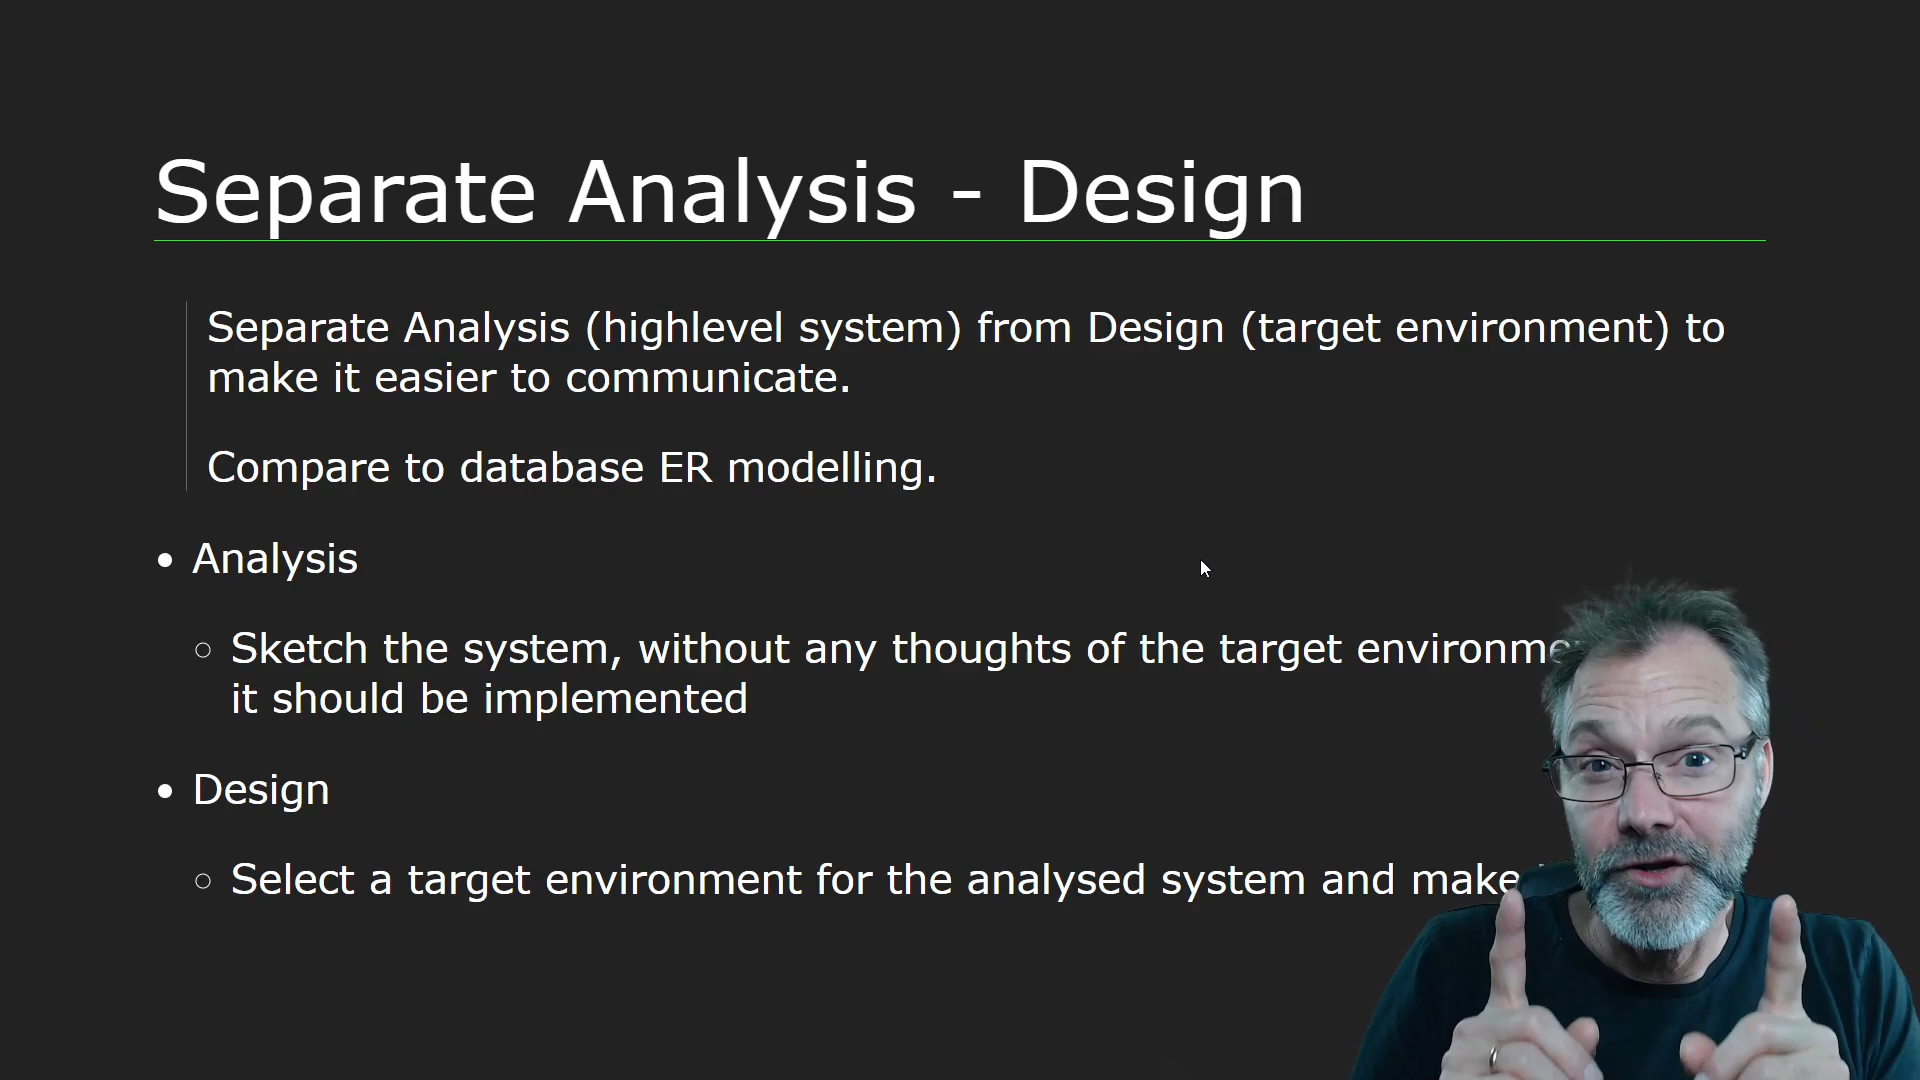 Separate Analysis - Design
Separate Analysis (highlevel system) from Design (target environment) to
make it easier to communicate.
Compare to database ER modelling.
• Analysis
○ Sketch the system, without any thoughts of the target
it should be implemented
• Design
○ Select a target environment for the analysed system and make